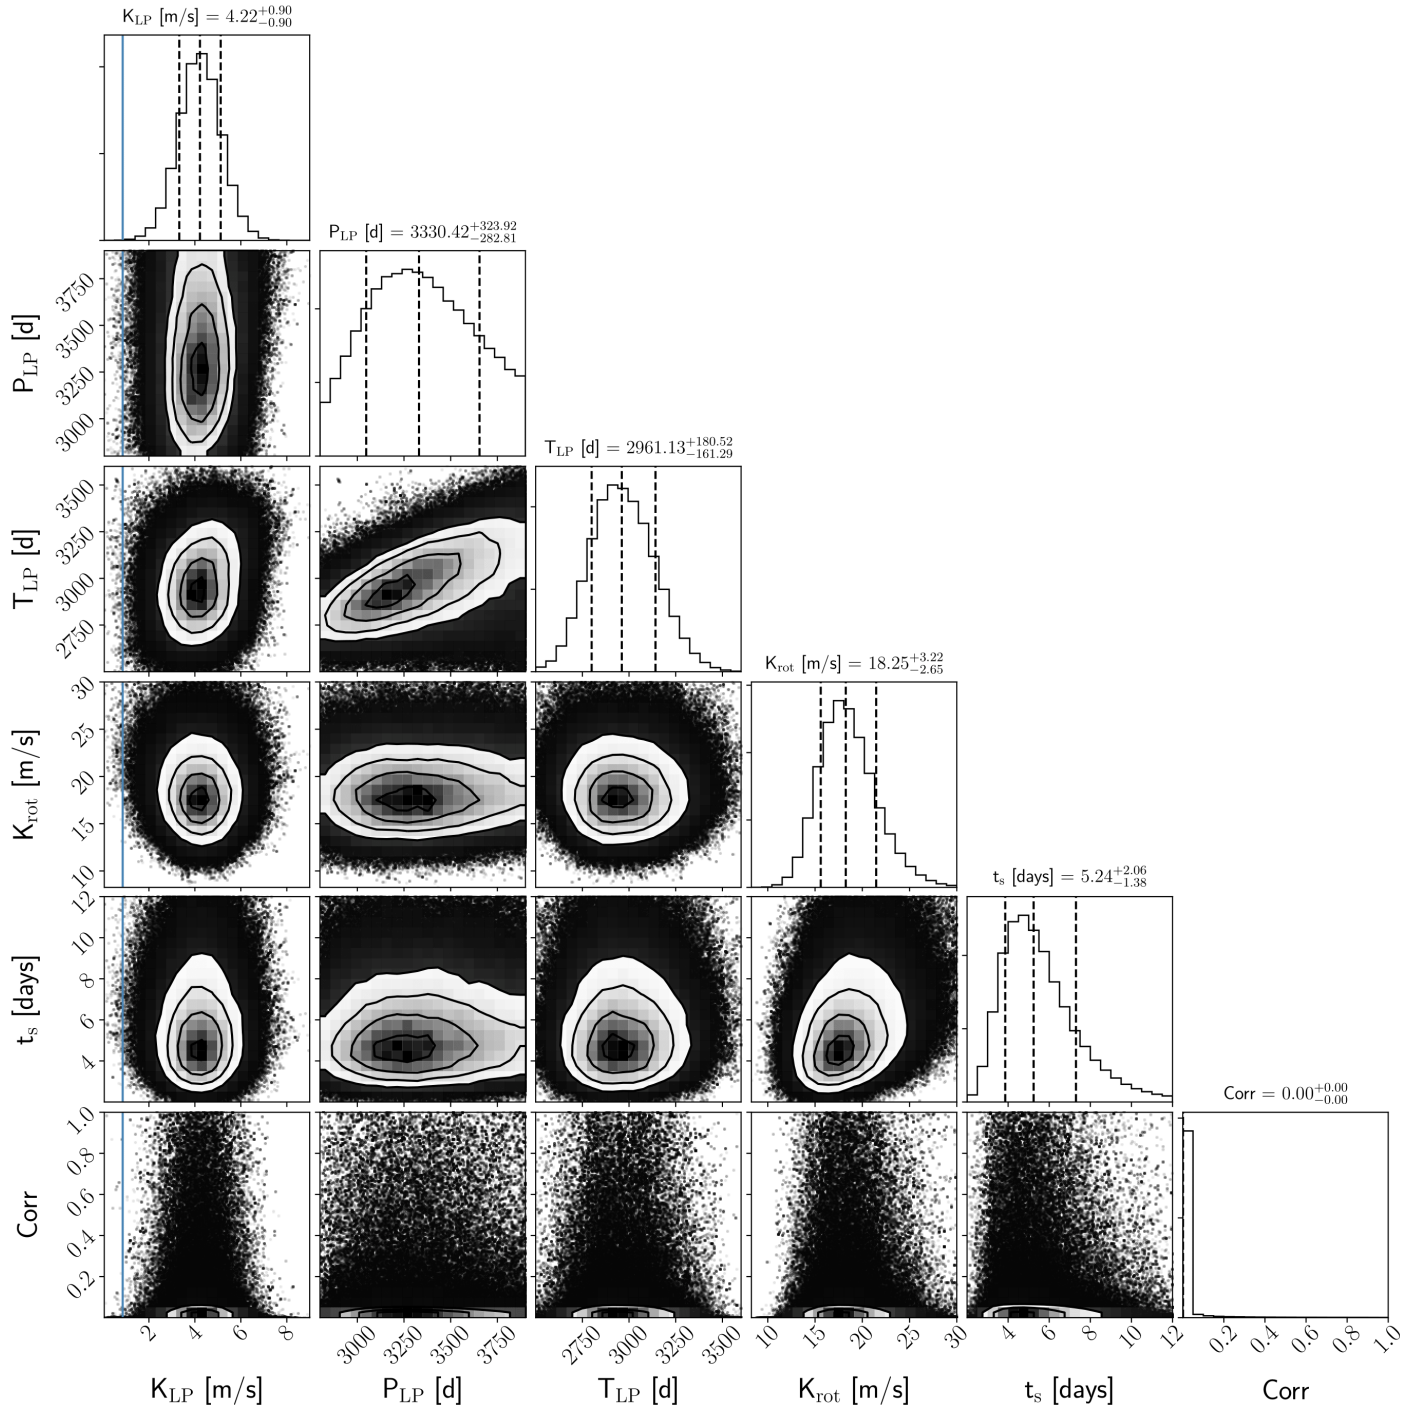 K_LP [m/s] = 4.22^{+0.90}_{−0.90}
P_LP [d] = 3330.42^{+323.92}_{−282.81}
P_LP [d]
3750
3500
3250
3000
T_LP [d] = 2961.13^{+180.52}_{−161.29}
T_LP [d]
3500
3250
3000
2750
K_rot [m/s] = 18.25^{+3.22}_{−2.65}
K_rot [m/s]
30
25
20
15
10
t_s [days] = 5.24^{+2.06}_{−1.38}
t_s [days]
12
10
8
6
4
Corr = 0.00^{+0.00}_{−0.00}
Corr
1.0
0.8
0.6
0.4
0.2
2 4 6 8 3000 3250 3500 3750 2750 3000 3250 3500 10 15 20 25 30 4 6 8 10 12 0.2 0.4 0.6 0.8 1.0
K_LP [m/s] P_LP [d] T_LP [d] K_rot [m/s] t_s [days] Corr